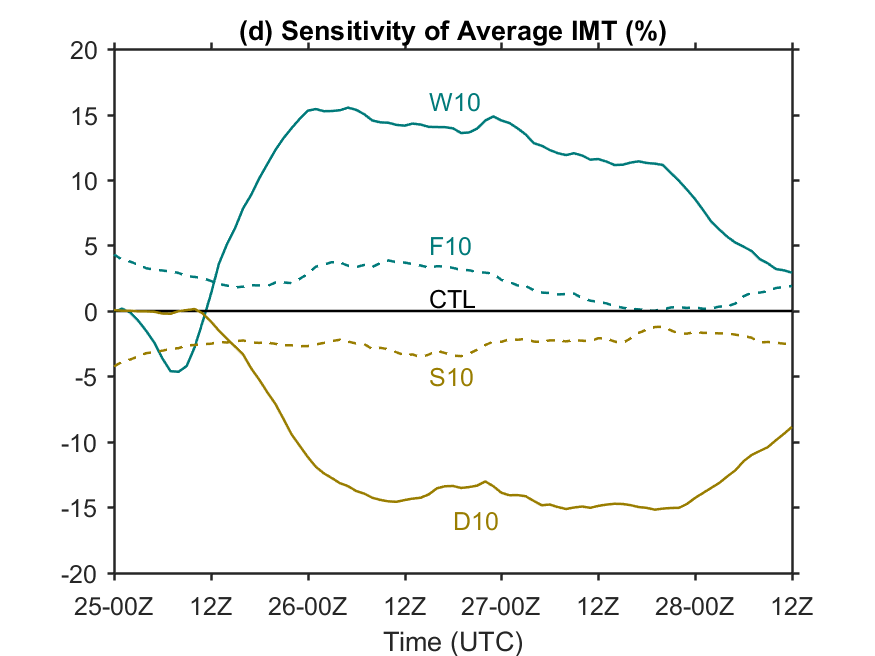 (d) Sensitivity of Average IMT (%)
20
15
10
5
0
-5
-10
-15
-20
W10
F10
CTL
S10
D10
25-00Z 12Z 26-00Z 12Z 27-00Z 12Z 28-00Z 12Z
Time (UTC)